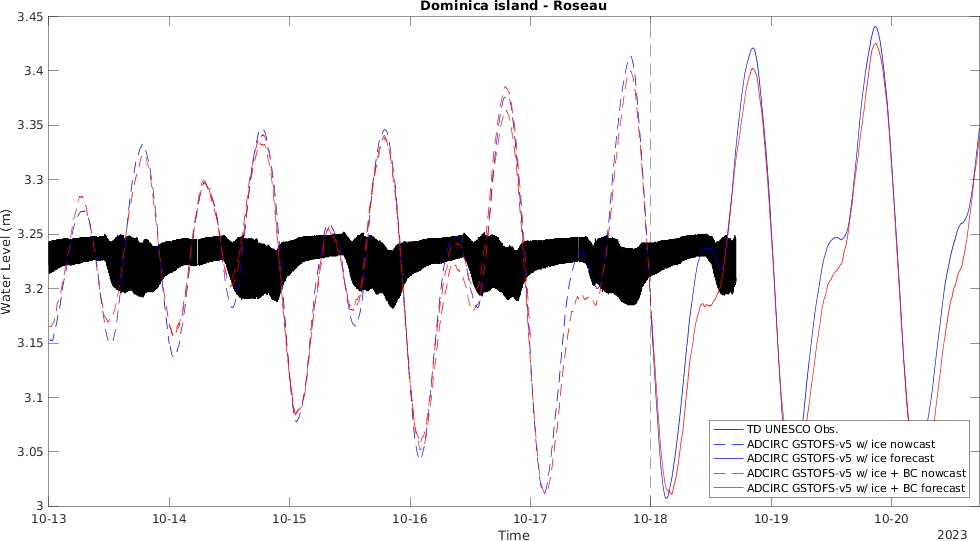 Dominica island - Roseau
3.45
3.4
3.35
3.3
3.25
3.2
3.15
3.1
3.05
3
Water Level (m)
10-13
10-14
10-15
10-16
10-17
10-18
10-19
10-20
Time
2023
TD UNESCO Obs.
ADCIRC GSTOFS-v5 w/ ice nowcast
ADCIRC GSTOFS-v5 w/ ice forecast
ADCIRC GSTOFS-v5 w/ ice + BC nowcast
ADCIRC GSTOFS-v5 w/ ice + BC forecast